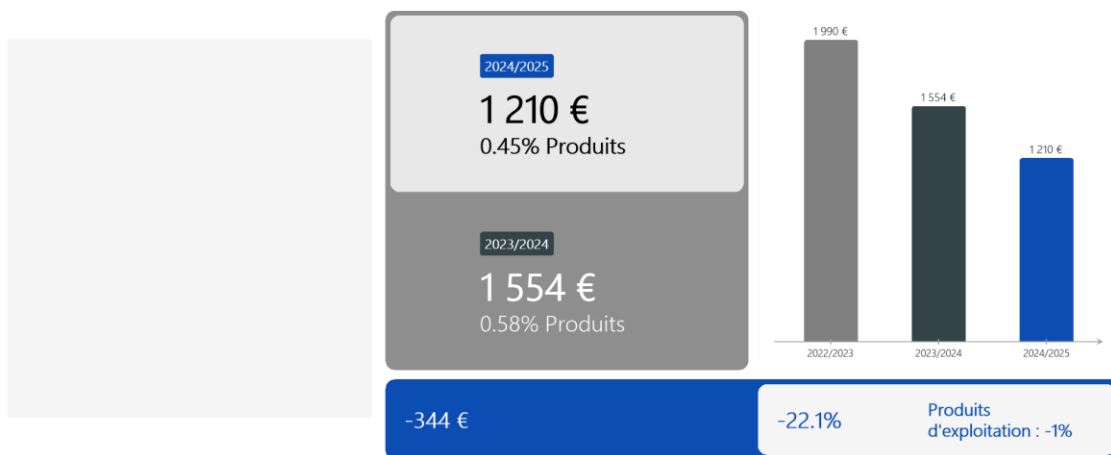 2024/2025
1 210 €
0.45% Produits
2023/2024
1 554 €
0.58% Produits
1 990 €
1 554 €
1 210 €
2022/2023
2023/2024
2024/2025
-344 €
-22.1%
Produits
d'exploitation : -1%